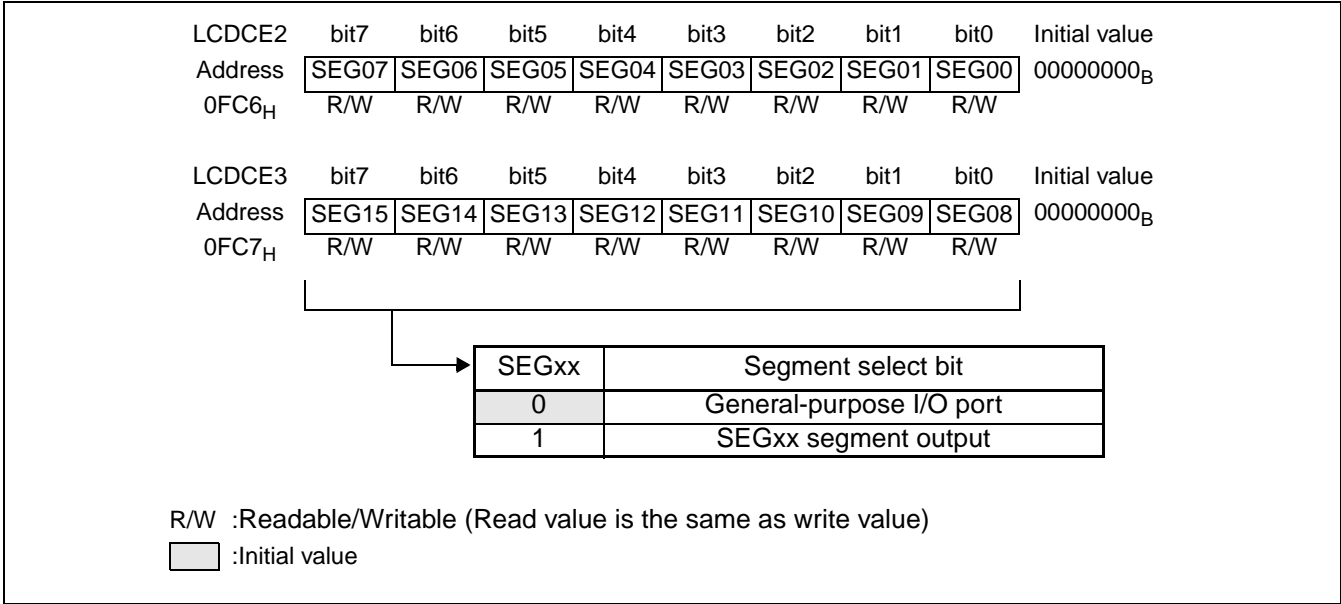 LCDCE2 bit7 bit6 bit5 bit4 bit3 bit2 bit1 bit0 Initial value
Address SEG07 SEG06 SEG05 SEG04 SEG03 SEG02 SEG01 SEG00 00000000B
0FC6H R/W R/W R/W R/W R/W R/W R/W R/W
LCDCE3 bit7 bit6 bit5 bit4 bit3 bit2 bit1 bit0 Initial value
Address SEG15 SEG14 SEG13 SEG12 SEG11 SEG10 SEG09 SEG08 00000000B
0FC7H R/W R/W R/W R/W R/W R/W R/W R/W
SEGxx Segment select bit
0 General-purpose I/O port
1 SEGxx segment output
R/W :Readable/Writable (Read value is the same as write value)
:Initial value